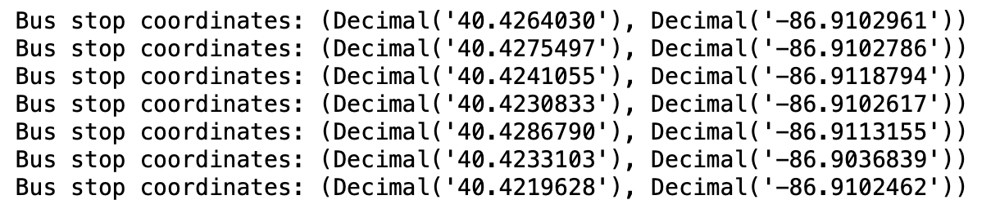 Bus stop coordinates: (Decimal('40.4264030'), Decimal('-86.9102961'))
Bus stop coordinates: (Decimal('40.4275497'), Decimal('-86.9102786'))
Bus stop coordinates: (Decimal('40.4241055'), Decimal('-86.9118794'))
Bus stop coordinates: (Decimal('40.4230833'), Decimal('-86.9102617'))
Bus stop coordinates: (Decimal('40.4286790'), Decimal('-86.9113155'))
Bus stop coordinates: (Decimal('40.4233103'), Decimal('-86.9036839'))
Bus stop coordinates: (Decimal('40.4219628'), Decimal('-86.9102462'))